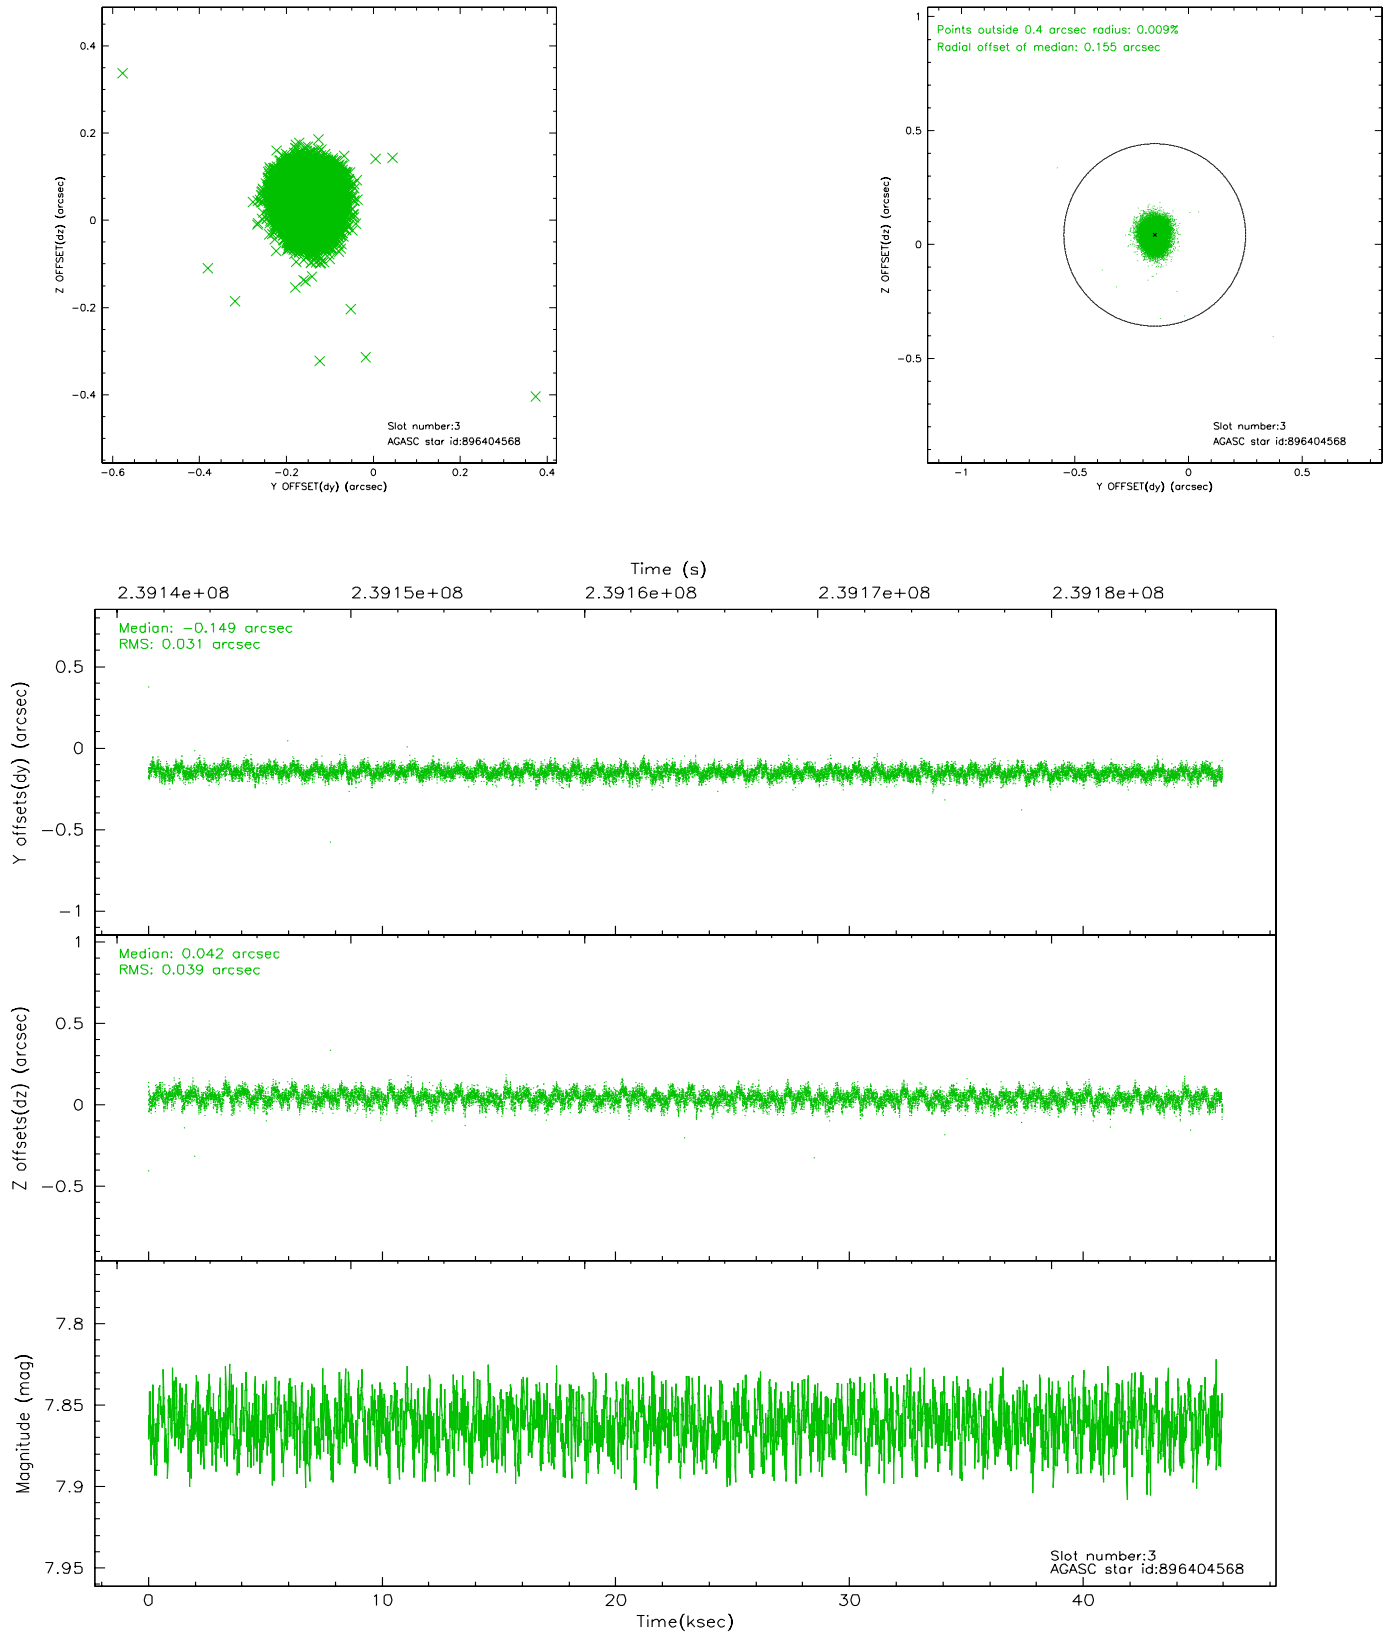 0.4
0.2
0
−0.2
−0.4
Z OFFSET(dz) (arcsec)
Slot number:3
AGASC star id:896404568
−0.6 −0.4 −0.2 0 0.2 0.4
Y OFFSET(dy) (arcsec)
Points outside 0.4 arcsec radius: 0.009%
Radial offset of median: 0.155 arcsec
1
0.5
0
−0.5
Z OFFSET(dz) (arcsec)
Slot number:3
AGASC star id:896404568
−1 −0.5 0 0.5
Y OFFSET(dy) (arcsec)
Time (s)
2.3914e+08 2.3915e+08 2.3916e+08 2.3917e+08 2.3918e+08
Median: −0.149 arcsec
RMS: 0.031 arcsec
0.5
0
−0.5
−1
Y offsets(dy) (arcsec)
Median: 0.042 arcsec
RMS: 0.039 arcsec
1
0.5
0
−0.5
Z offsets(dz) (arcsec)
7.8
7.85
7.9
7.95
Magnitude (mag)
Slot number:3
AGASC star id:896404568
0 10 20 30 40
Time(ksec)